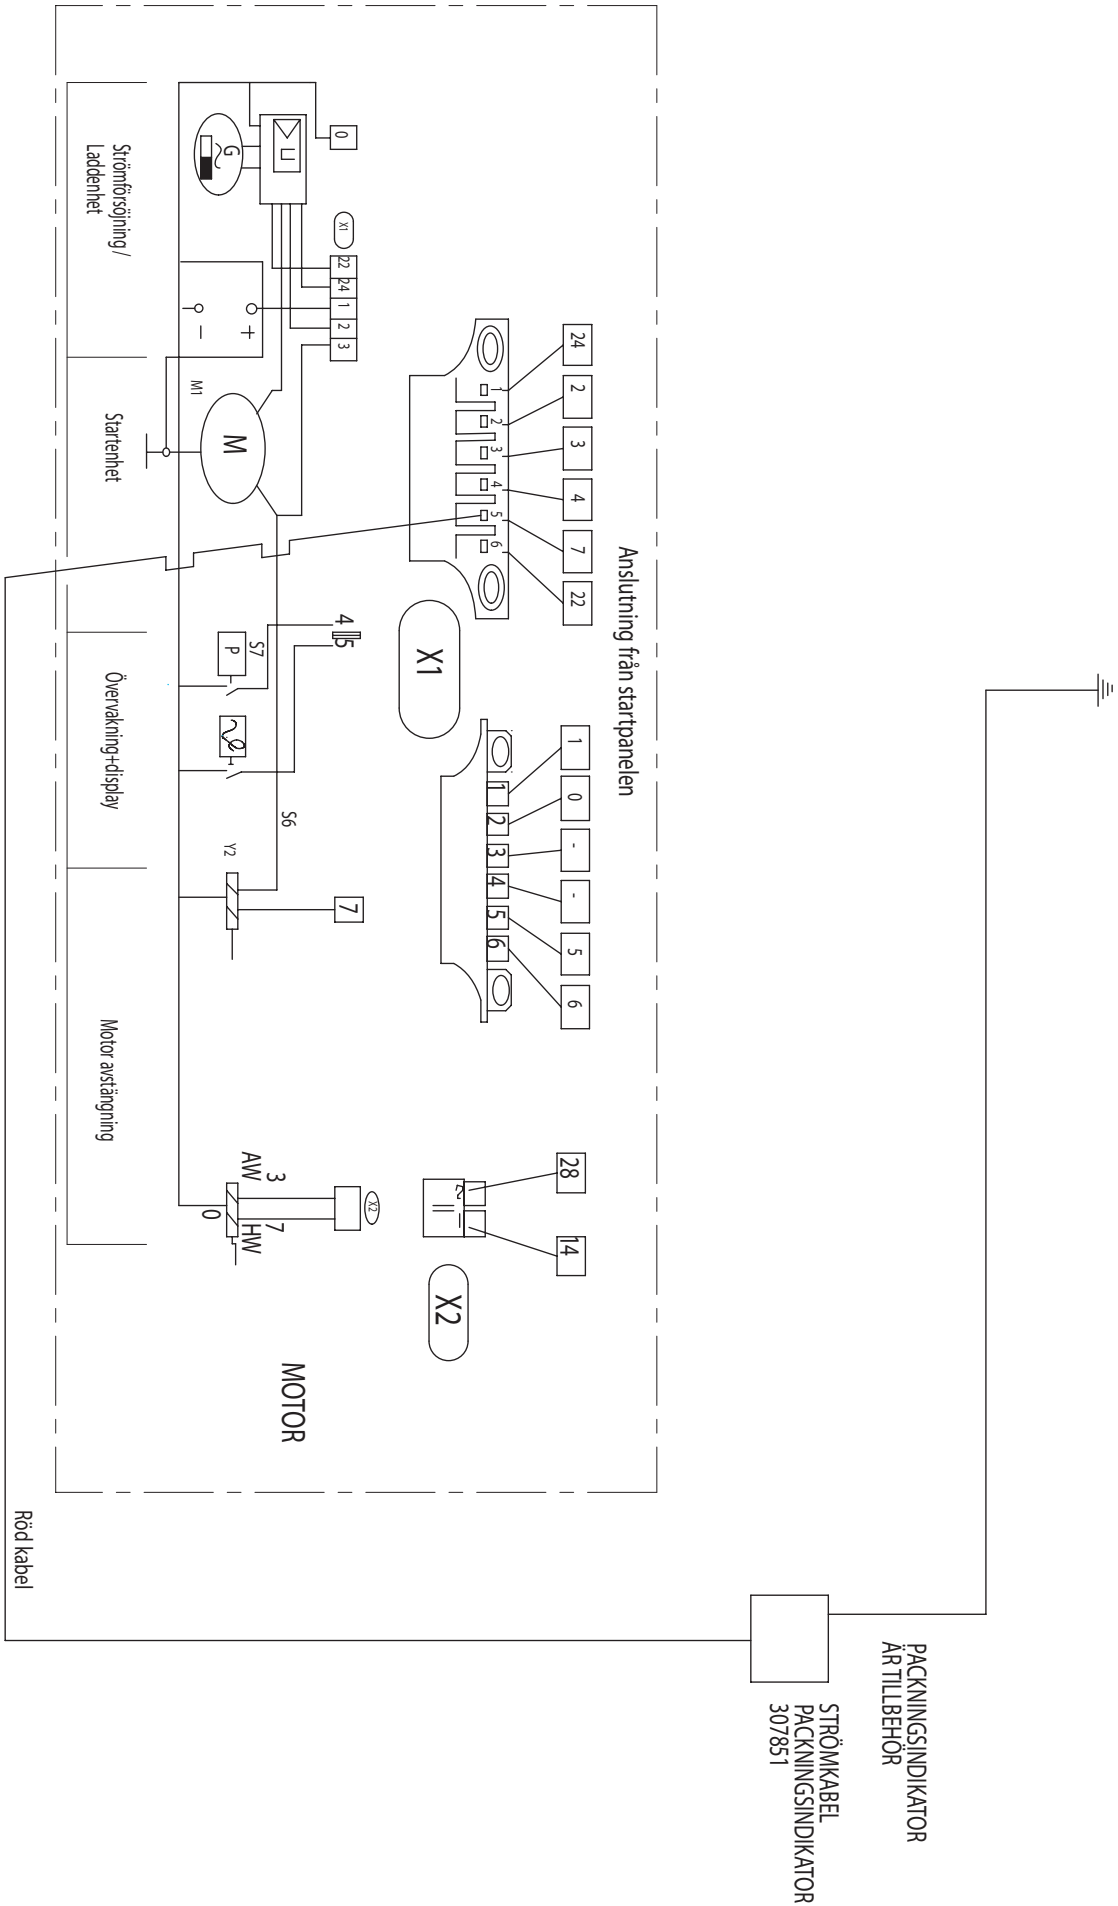 Anslutning från startpanelen
24
2
3
4
7
22
1
0
-
-
5
6
28
14
1
2
3
4
5
6
1
2
3
4
5
6
2
1
X1
X2
0
X1
22
24
1
2
3
4
5
7
X2
U
G
+
–
M1
M
S7
P
S6
Y2
3
7
AW
HW
0
MOTOR
Strömförsöjning /
Laddenhet
Startenhet
Övervakning+display
Motor avstängning
Röd kabel
PACKNINGSINDIKATOR
ÄR TILLBEHÖR
STRÖMKABEL
PACKNINGSINDIKATOR
307851